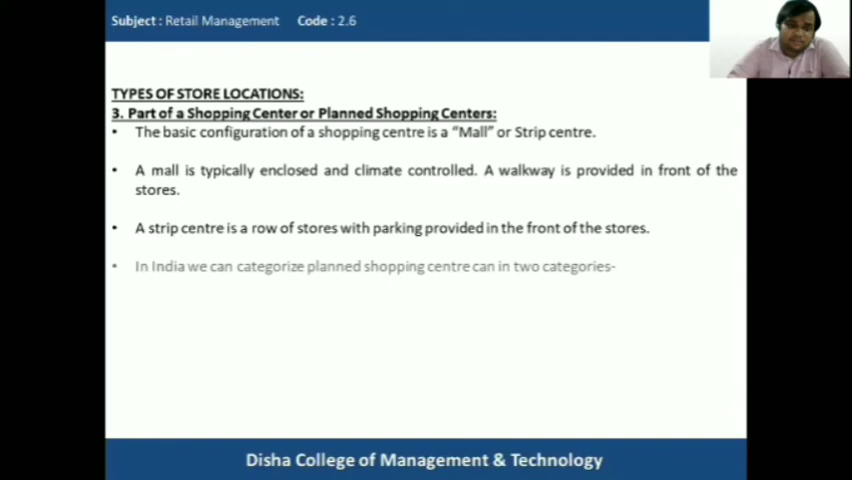 Subject : Retail Management Code : 2.6
TYPES OF STORE LOCATIONS:
3. Part of a Shopping Center or Planned Shopping Centers:
• The basic configuration of a shopping centre is a “Mall” or Strip centre.
• A mall is typically enclosed and climate controlled. A walkway is provided in front of the
stores.
• A strip centre is a row of stores with parking provided in the front of the stores.
• In India we can categorize planned shopping centre can in two categories-
Disha College of Management & Technology